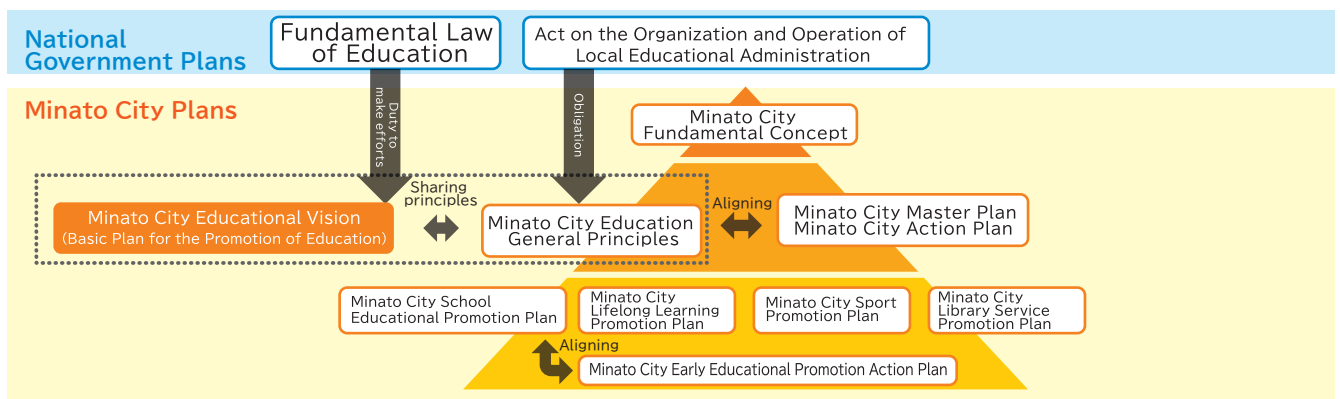 National
Government Plans
Fundamental Law
of Education
Act on the Organization and Operation of
Local Educational Administration
Minato City Plans
Duty to
make efforts
Obligation
Minato City
Fundamental Concept
Sharing
principles
Minato City Educational Vision
(Basic Plan for the Promotion of Education)
Minato City Education
General Principles
Aligning
Minato City Master Plan
Minato City Action Plan
Minato City School
Educational Promotion Plan
Minato City
Lifelong Learning
Promotion Plan
Minato City Sport
Promotion Plan
Minato City
Library Service
Promotion Plan
Aligning
Minato City Early Educational Promotion Action Plan